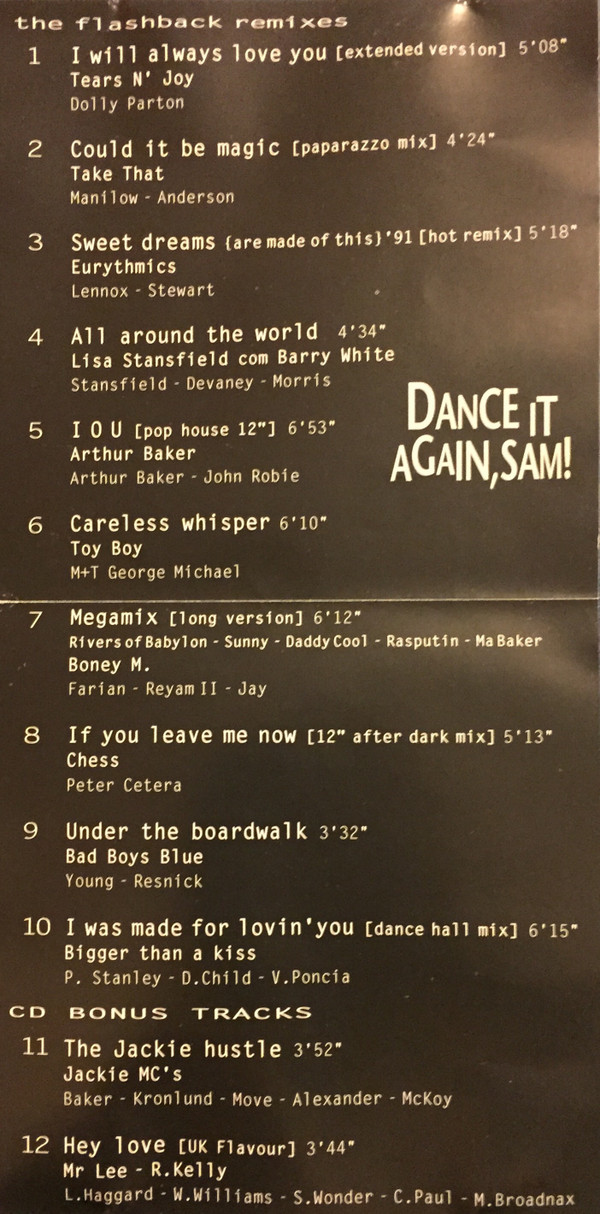 the flashback remixes
1 I will always love you [extended version] 5'08"
Tears N' Joy
Dolly Parton
2 Could it be magic [paparazzo mix] 4'24"
Take That
Manilow - Anderson
3 Sweet dreams (are made of this) '91 [hot remix] 5'18"
Eurythmics
Lennox - Stewart
4 All around the world 4'34"
Lisa Stansfield com Barry White
Stansfield - Devaney - Morris
5 I O U [pop house 12"] 6'53"
Arthur Baker
Arthur Baker - John Robie
DANCE IT
AGAIN, SAM!
6 Careless whisper 6'10"
Toy Boy
M+T George Michael
7 Megamix [long version] 6'12"
Rivers of Babylon - Sunny - Daddy Cool - Rasputin - Ma Baker
Boney M.
Farian - Reyam II - Jay
8 If you leave me now [12" after dark mix] 5'13"
Chess
Peter Cetera
9 Under the boardwalk 3'32"
Bad Boys Blue
Young - Resnick
10 I was made for lovin'you [dance hall mix] 6'15"
Bigger than a kiss
P. Stanley - D.Child - V.Poncia
CD BONUS TRACKS
11 The Jackie hustle 3'52"
Jackie MC's
Baker - Kronlund - Move - Alexander - McKoy
12 Hey love [UK Flavour] 3'44"
Mr Lee - R.Kelly
L.Haggard - W.Williams - S.Wonder - C.Paul - M.Broadnax